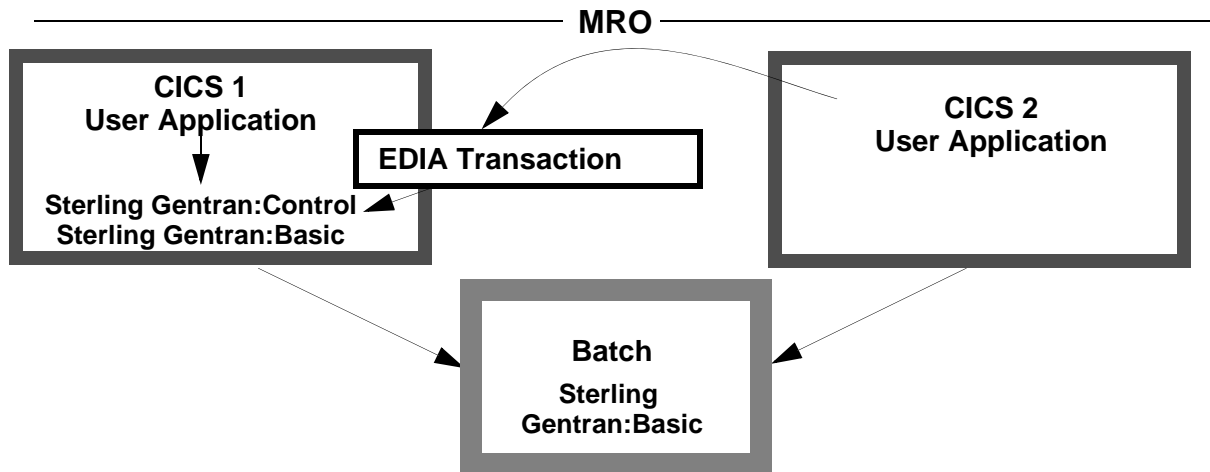 MRO
CICS 1
User Application
EDIA Transaction
Sterling Gentran:Control
Sterling Gentran:Basic
CICS 2
User Application
Batch
Sterling
Gentran:Basic